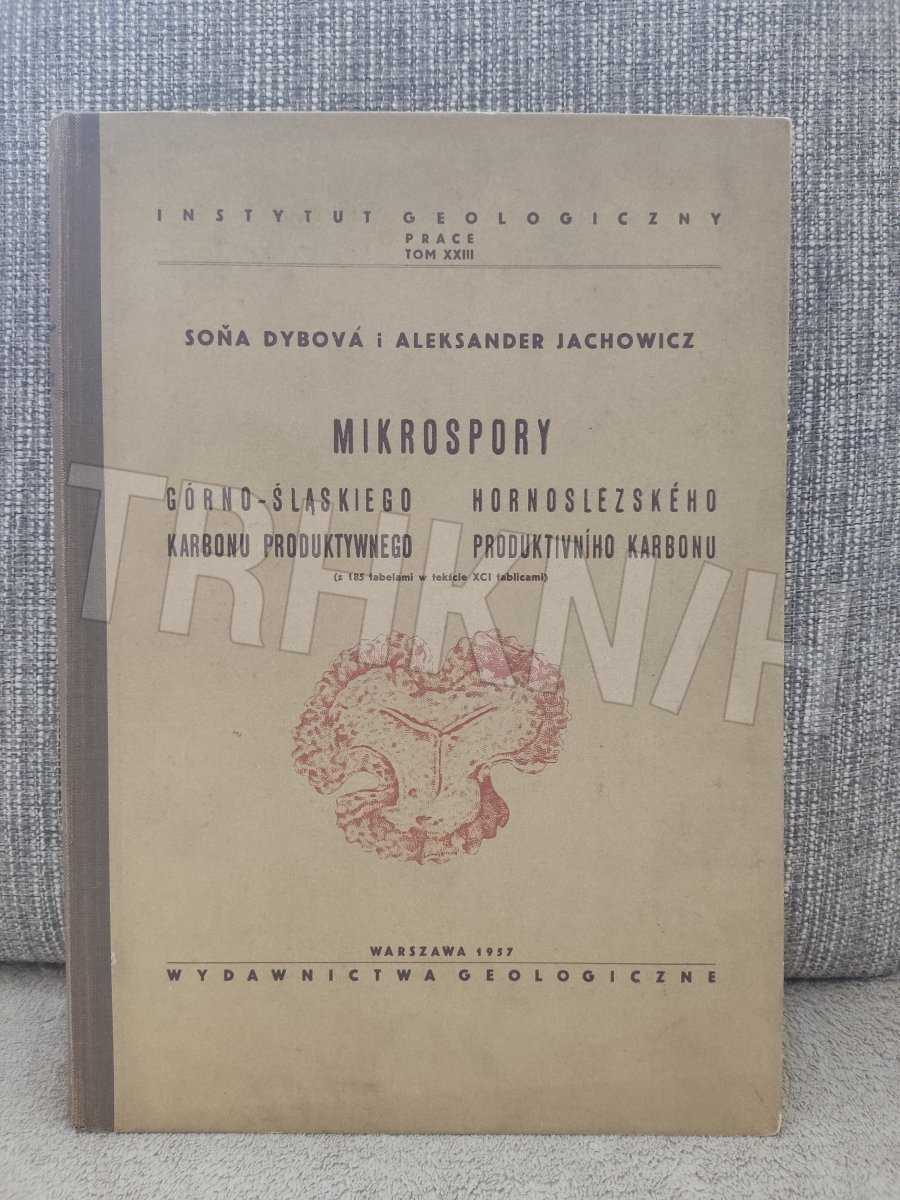 INSTYTUT GEOLOGICZNY
PRACE
TOM XXIII
SOŇA DYBOVÁ i ALEKSANDER JACHOWICZ
MIKROSPORY
GÓRNO-ŚLĄSKIEGO HORNOSLEZSKÉHO
KARBONU PRODUKTYWNEGO PRODUKTIVNÍHO KARBONU
(z 185 tabelami w tekście XCI tablicami)
TRHKNIH
WARSZAWA 1957
WYDAWNICTWA GEOLOGICZNE